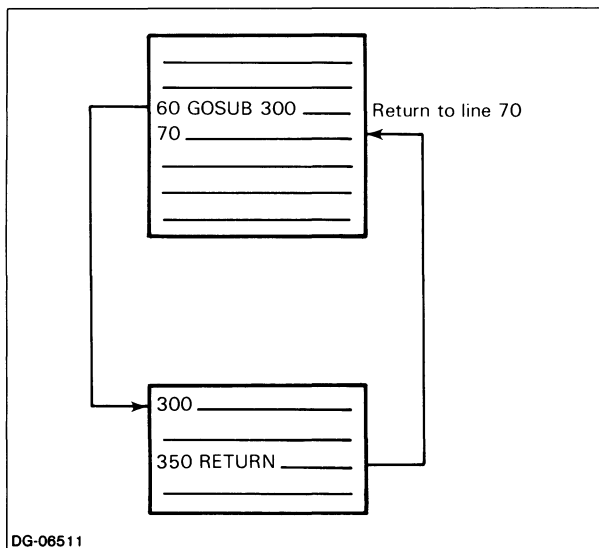 60 GOSUB 300
Return to line 70
70
300
350 RETURN
DG-06511